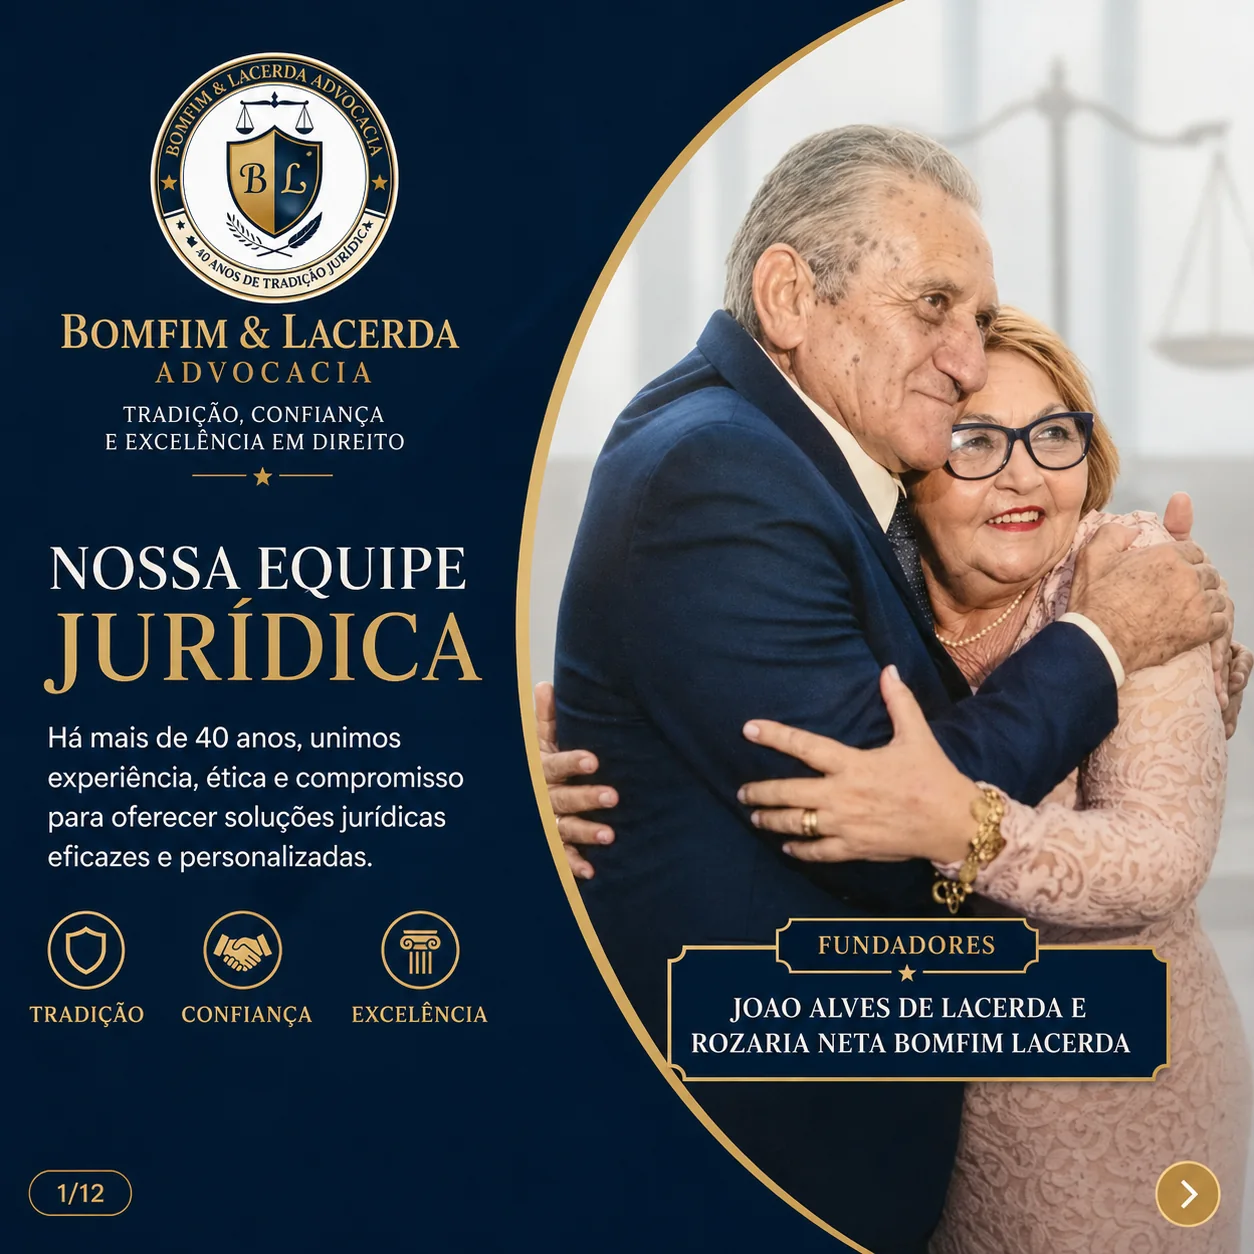 BOMFIM & LACERDA ADVOCACIA
B L
40 ANOS DE TRADIÇÃO JURÍDICA
BOMFIM & LACERDA
ADVOCACIA
TRADIÇÃO, CONFIANÇA
E EXCELÊNCIA EM DIREITO
NOSSA EQUIPE
JURÍDICA
Há mais de 40 anos, unimos
experiência, ética e compromisso
para oferecer soluções jurídicas
eficazes e personalizadas.
TRADIÇÃO CONFIANÇA EXCELÊNCIA
FUNDADORES
JOAO ALVES DE LACERDA E
ROZARIA NETA BOMFIM LACERDA
1/12